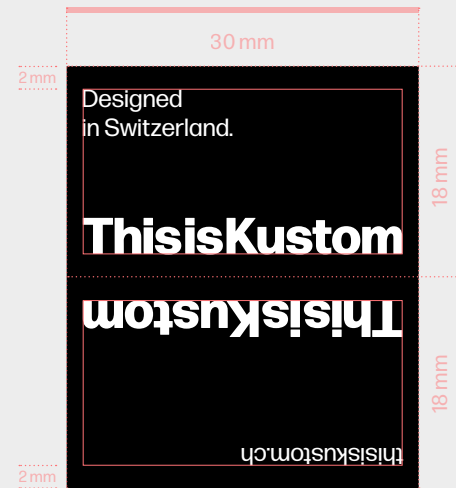 30 mm
2 mm
Designed
in Switzerland.
18 mm
ThisisKustom
ThisisKustom
18 mm
thisiskustom.ch
2 mm